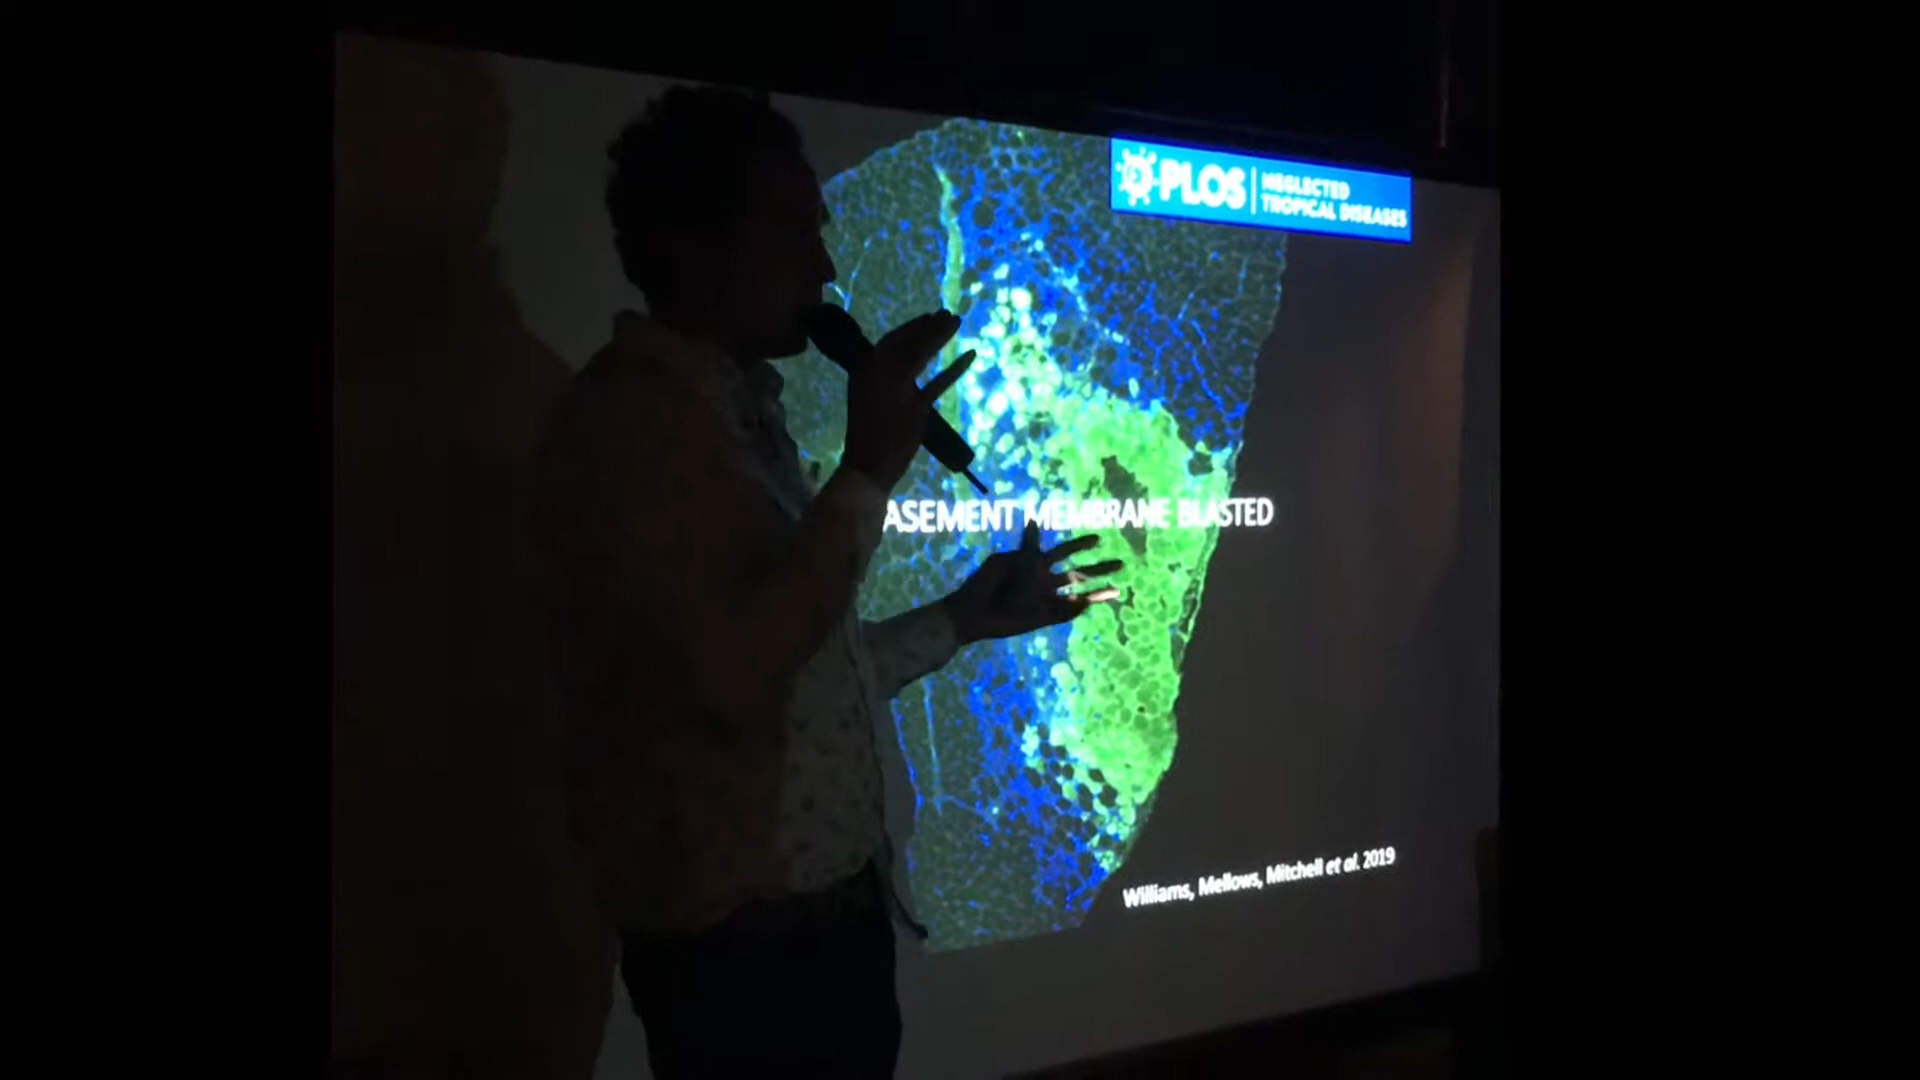 PLOS
NEGLECTED
TROPICAL DISEASES
ASEMENT MEMBRANE BLASTED
Williams, Mellows, Mitchell et al. 2019